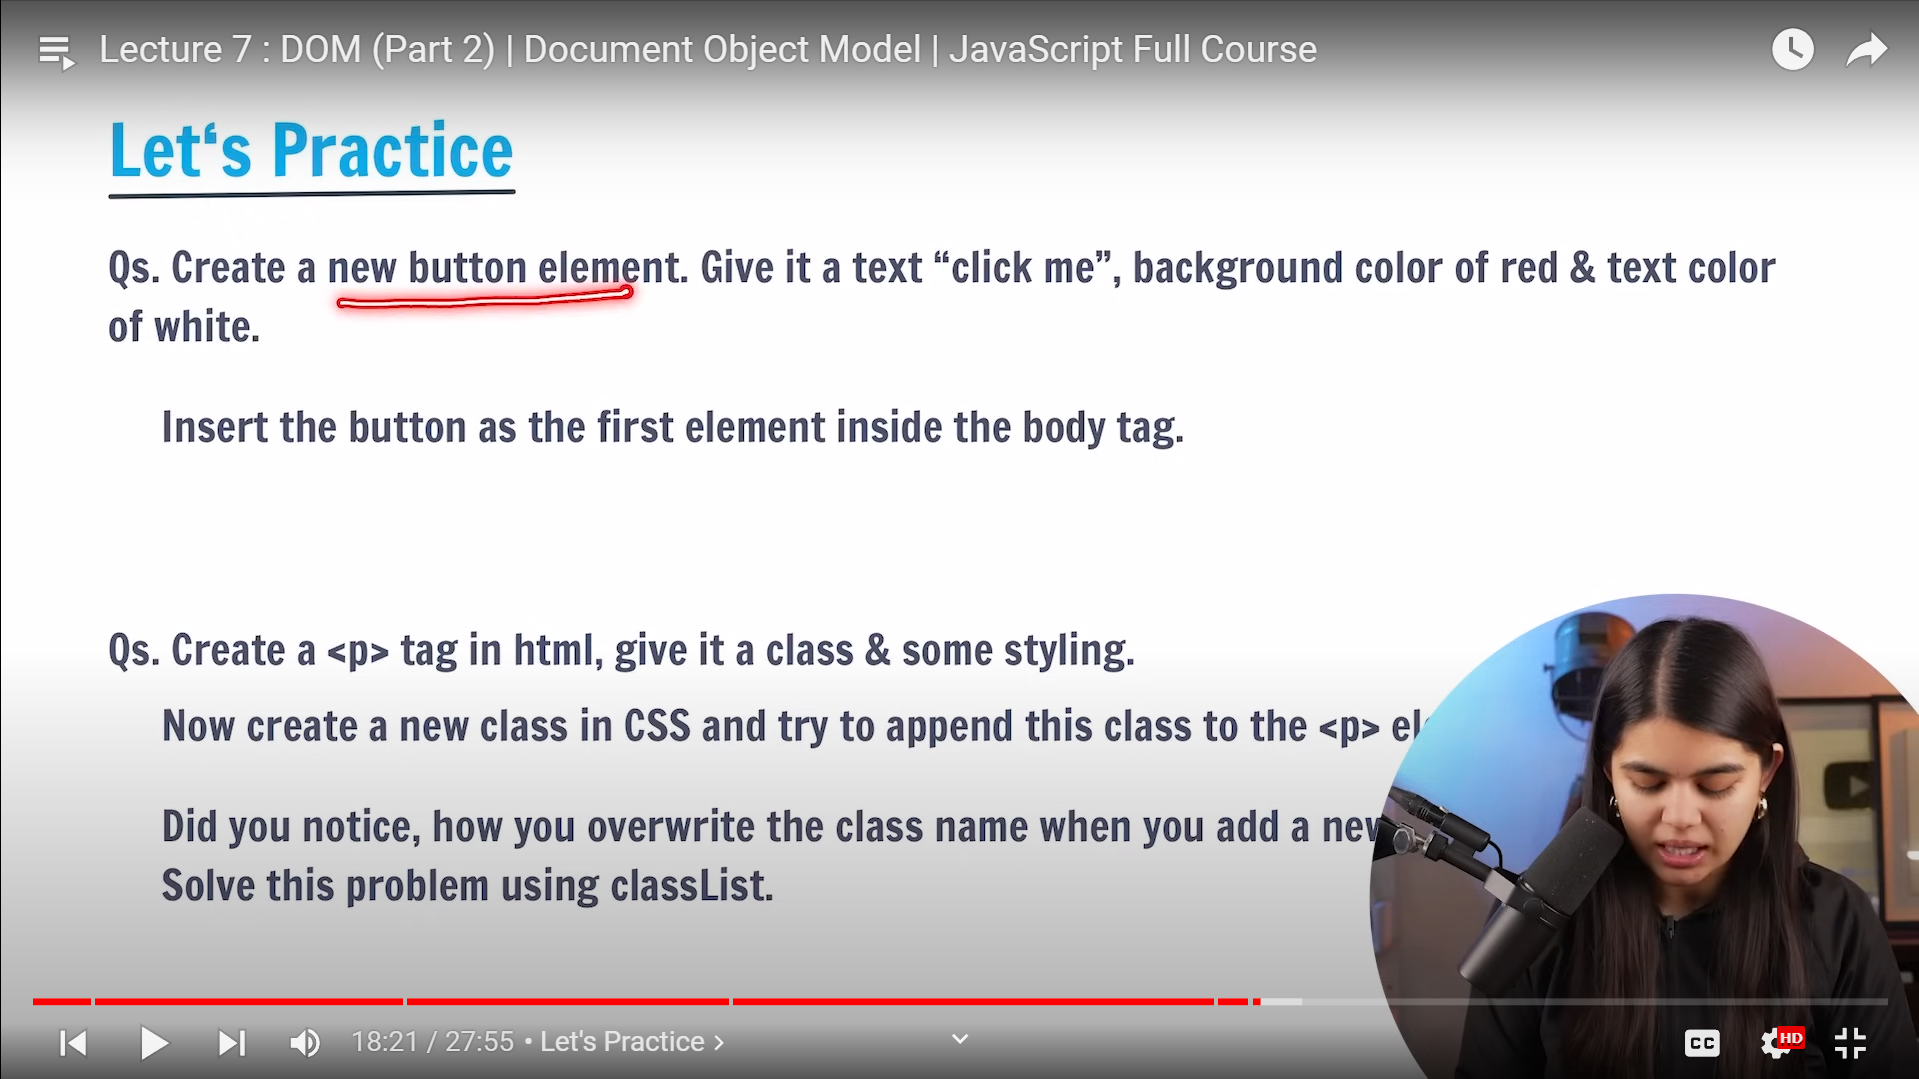 Lecture 7 : DOM (Part 2) | Document Object Model | JavaScript Full Course
Let‘s Practice
Qs. Create a new button element. Give it a text “click me”, background color of red & text color
of white.
Insert the button as the first element inside the body tag.
Qs. Create a <p> tag in html, give it a class & some styling.
Now create a new class in CSS and try to append this class to the <p>
Did you notice, how you overwrite the class name when you add a new
Solve this problem using classList.
18:21 / 27:55 • Let's Practice ›
CC
HD